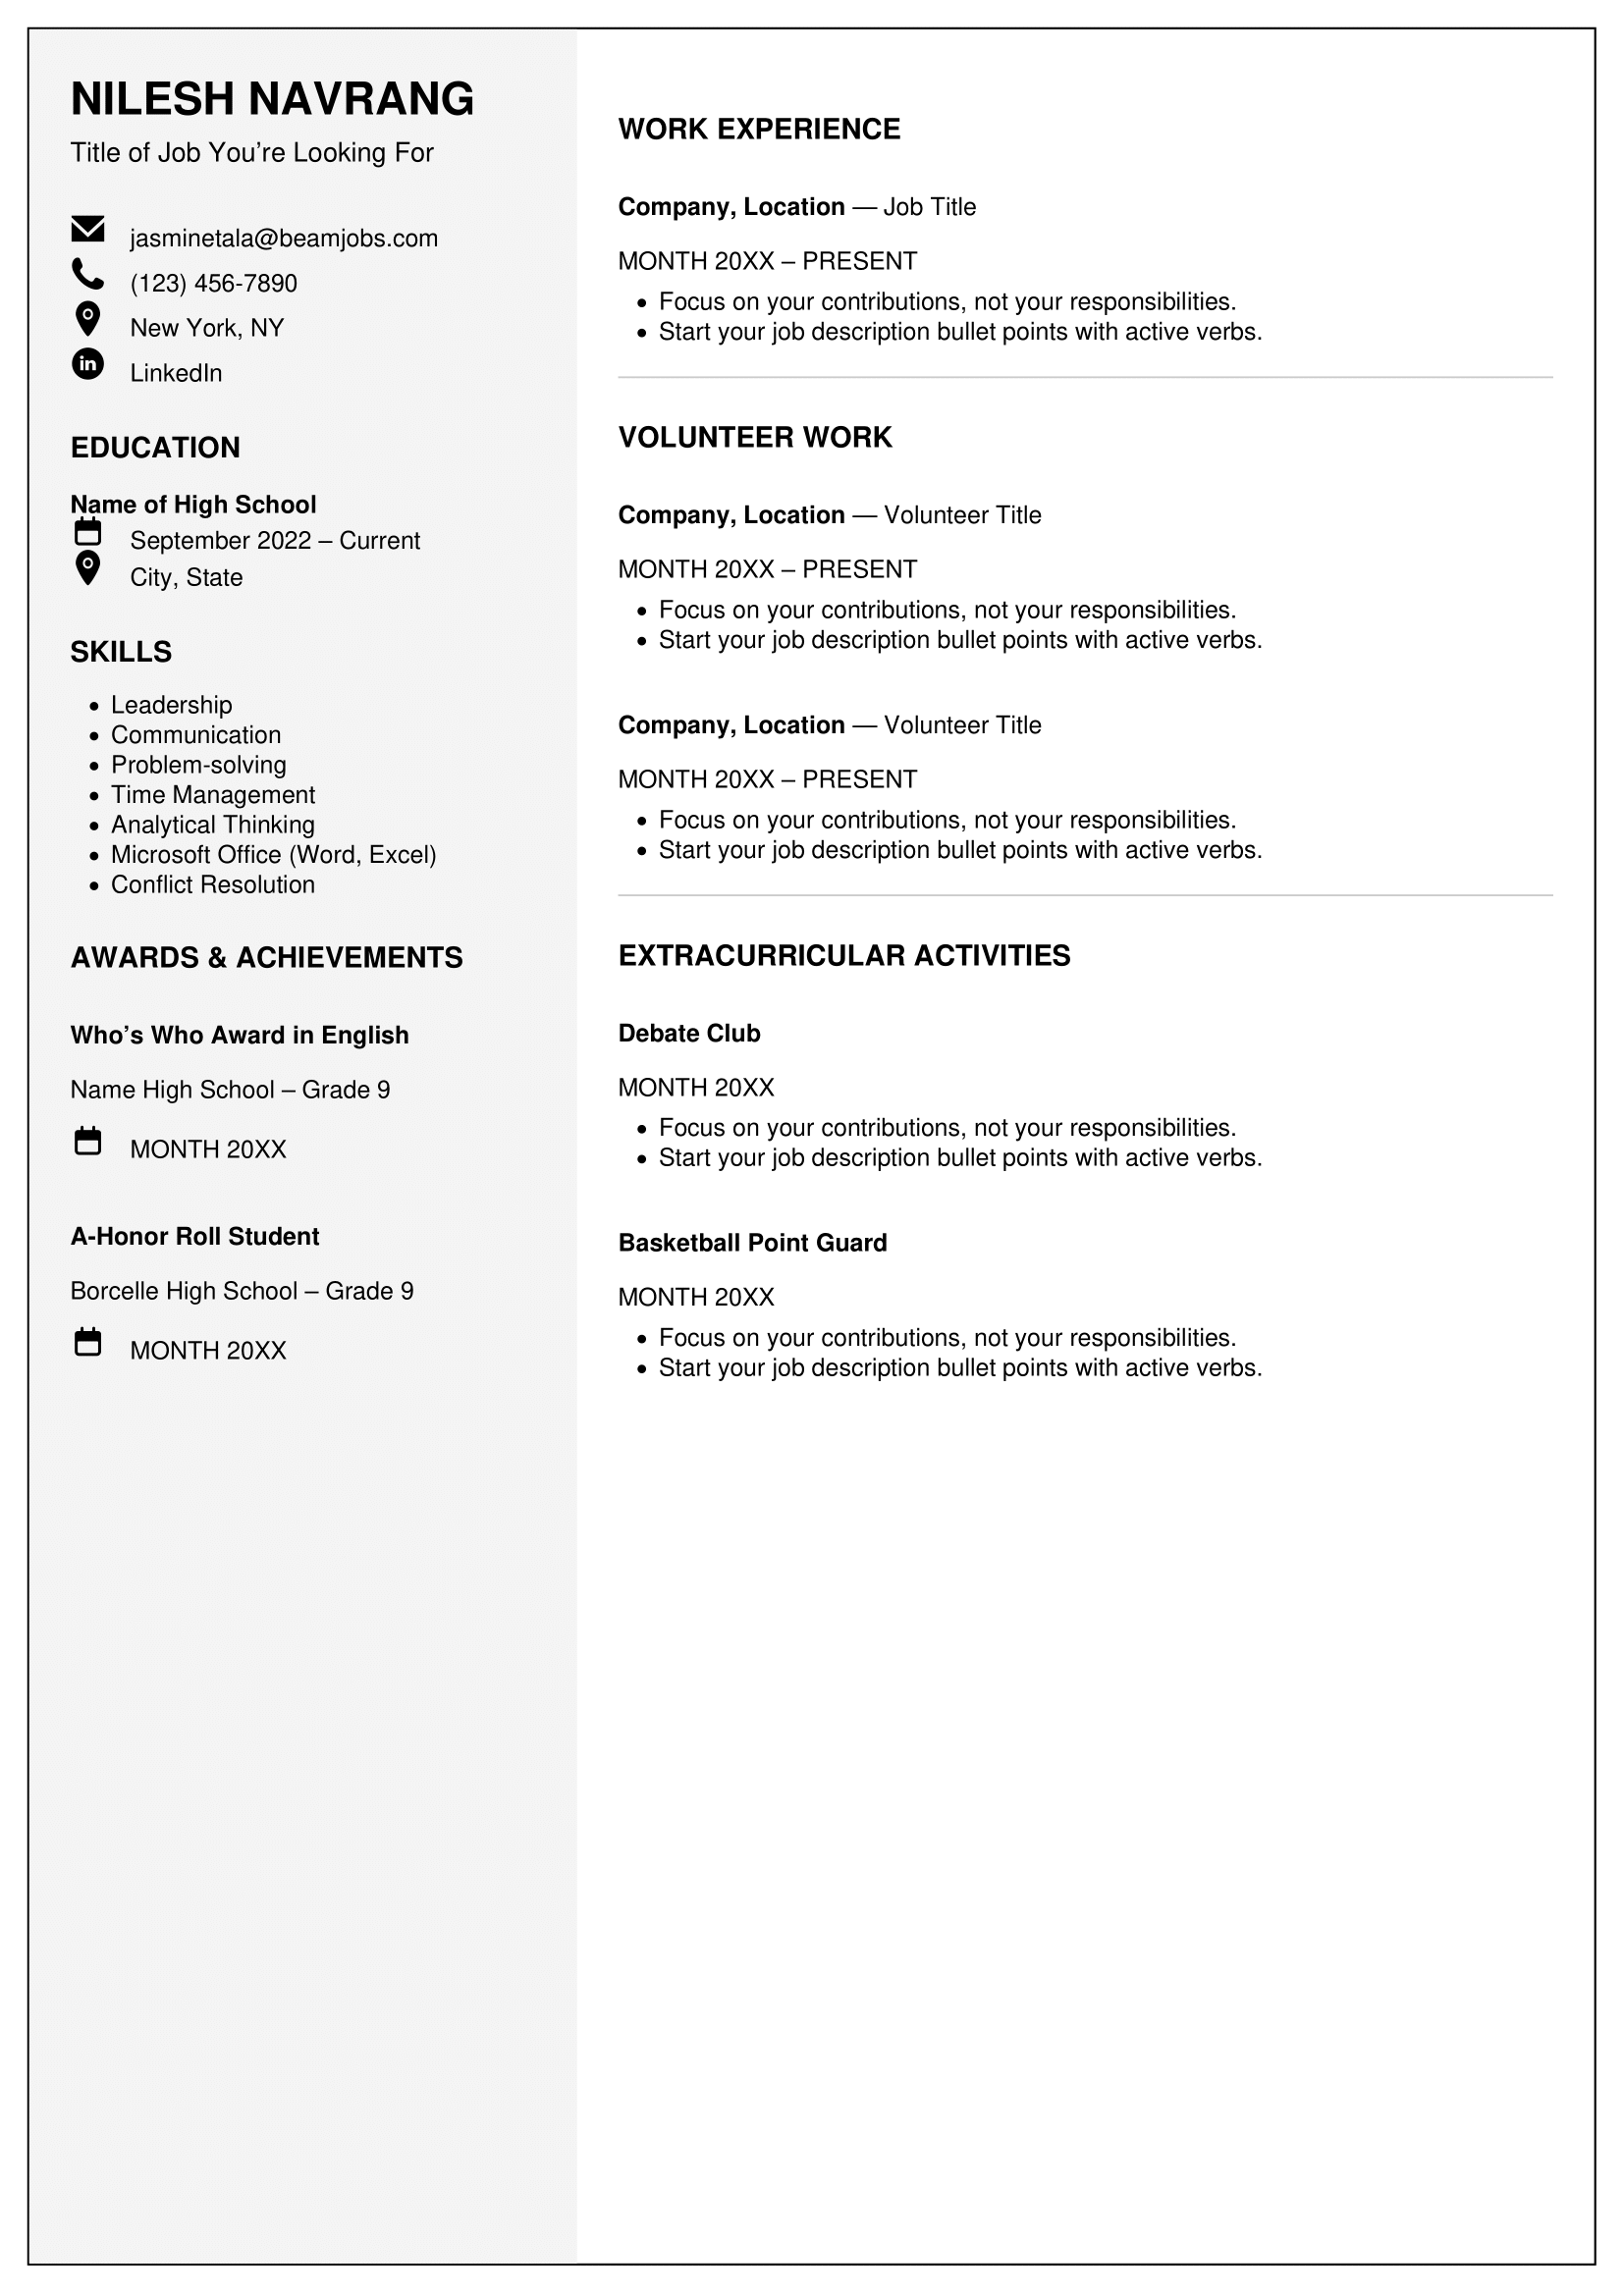 NILESH NAVRANG
Title of Job You’re Looking For
jasminetala@beamjobs.com
(123) 456-7890
New York, NY
LinkedIn
EDUCATION
Name of High School
September 2022 – Current
City, State
SKILLS
• Leadership
• Communication
• Problem-solving
• Time Management
• Analytical Thinking
• Microsoft Office (Word, Excel)
• Conflict Resolution
AWARDS & ACHIEVEMENTS
Who’s Who Award in English
Name High School – Grade 9
MONTH 20XX
A-Honor Roll Student
Borcelle High School – Grade 9
MONTH 20XX
WORK EXPERIENCE
Company, Location — Job Title
MONTH 20XX – PRESENT
• Focus on your contributions, not your responsibilities.
• Start your job description bullet points with active verbs.
VOLUNTEER WORK
Company, Location — Volunteer Title
MONTH 20XX – PRESENT
• Focus on your contributions, not your responsibilities.
• Start your job description bullet points with active verbs.
Company, Location — Volunteer Title
MONTH 20XX – PRESENT
• Focus on your contributions, not your responsibilities.
• Start your job description bullet points with active verbs.
EXTRACURRICULAR ACTIVITIES
Debate Club
MONTH 20XX
• Focus on your contributions, not your responsibilities.
• Start your job description bullet points with active verbs.
Basketball Point Guard
MONTH 20XX
• Focus on your contributions, not your responsibilities.
• Start your job description bullet points with active verbs.